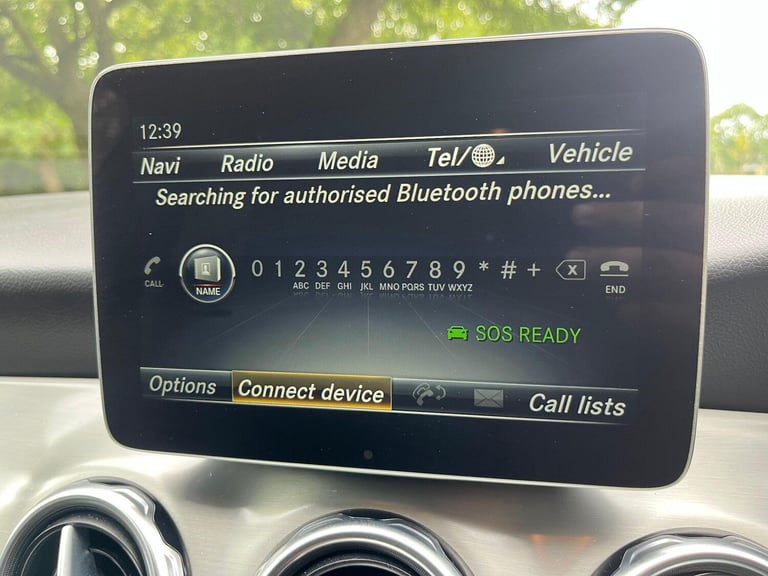 12:39
Navi Radio Media Tel/ Vehicle
Searching for authorised Bluetooth phones...
0 1 2 3 4 5 6 7 8 9 * # + X
ABC DEF GHI JKL MNO PQRS TUV WXYZ
CALL NAME END
SOS READY
Options Connect device Call lists